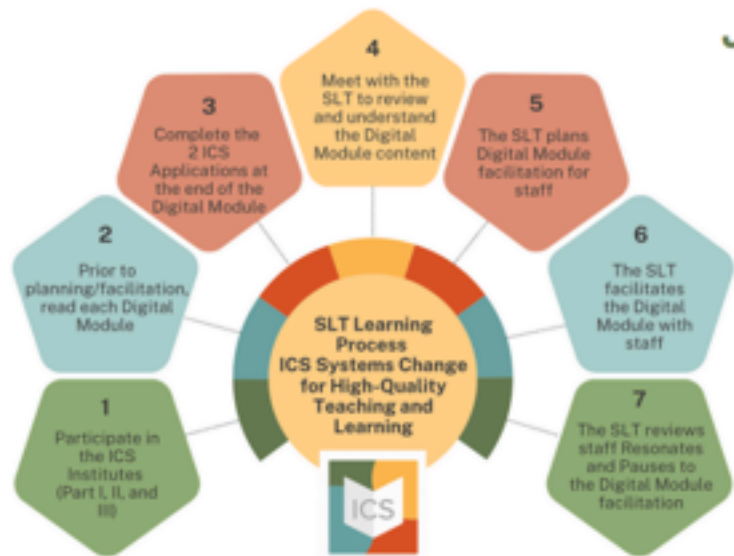 1
Participate in
the ICS
Institutes
(Part I, II, and
III)
2
Prior to
planning/facilitation,
read each Digital
Module
3
Complete the
2 ICS
Applications at
the end of the
Digital Module
4
Meet with the
SLT to review
and understand
the Digital
Module content
5
The SLT plans
Digital Module
facilitation for
staff
6
The SLT
facilitates
the Digital
Module with
staff
7
The SLT reviews
staff Resonates
and Pauses to
the Digital Module
facilitation
SLT Learning
Process
ICS Systems Change
for High-Quality
Teaching and
Learning
ICS